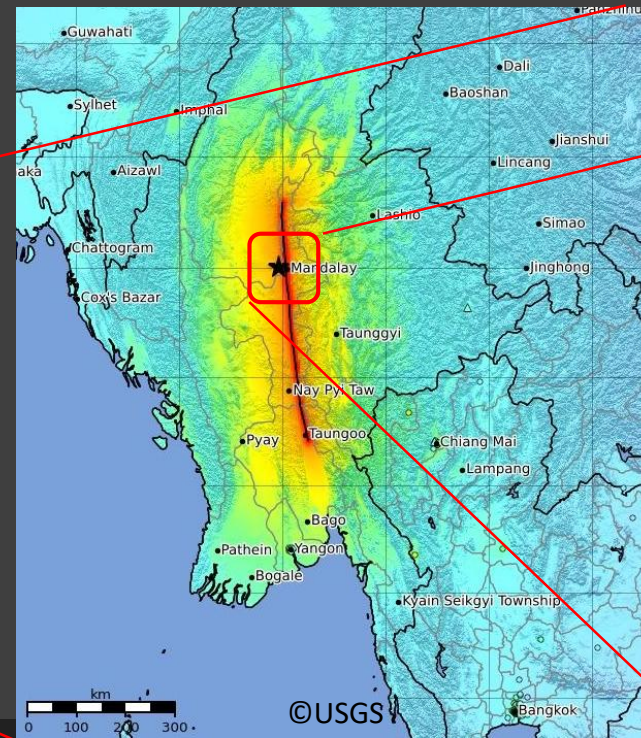 Guwahati
Panzhihu
Dali
Baoshan
Sylhet
Imphal
Jianshui
Lincang
aka
Aizawl
Lashio
Simao
Chattogram
Mandalay
Jinghong
Cox's Bazar
Taunggyi
Nay Pyi Taw
Taungoo
Pyay
Chiang Mai
Lampang
Bago
Pathein
Yangon
Bogale
Kyain Seikgyi Township
km
0 100 200 300
©USGS
Bangkok